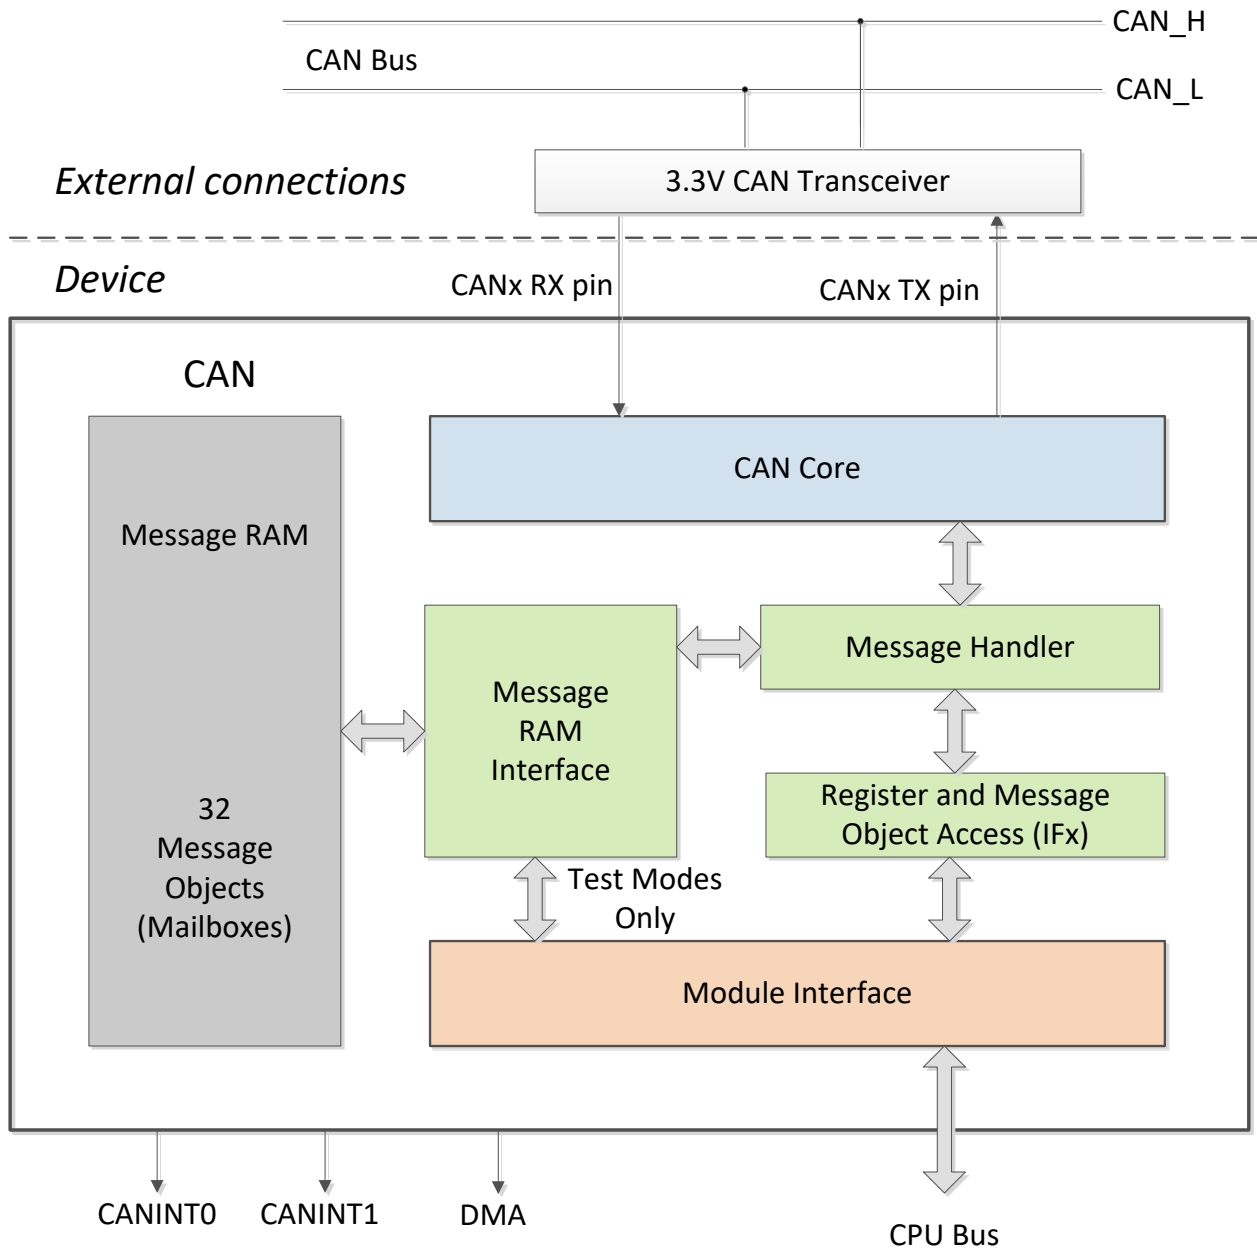 CAN_H
CAN Bus
CAN_L
External connections
3.3V CAN Transceiver
Device
CANx RX pin
CANx TX pin
CAN
CAN Core
Message RAM
Message Handler
Message
RAM
Interface
Register and Message
Object Access (IFx)
32
Message
Objects
(Mailboxes)
Test Modes
Only
Module Interface
CANINT0
CANINT1
DMA
CPU Bus